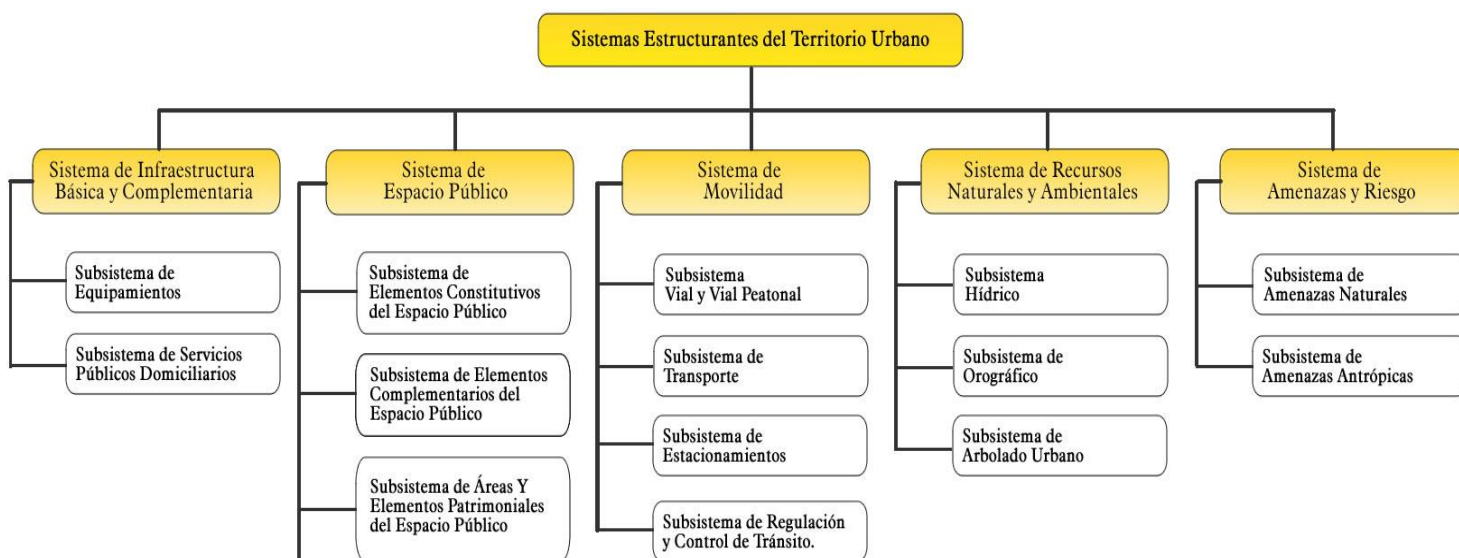 Sistemas Estructurantes del Territorio Urbano
Sistema de Infraestructura
Básica y Complementaria
Subsistema de
Equipamientos
Subsistema de Servicios
Públicos Domiciliarios
Sistema de
Espacio Público
Subsistema de
Elementos Constitutivos
del Espacio Público
Subsistema de Elementos
Complementarios del
Espacio Público
Subsistema de Áreas Y
Elementos Patrimoniales
del Espacio Público
Sistema de
Movilidad
Subsistema
Vial y Vial Peatonal
Subsistema de
Transporte
Subsistema de
Estacionamientos
Subsistema de Regulación
y Control de Tránsito.
Sistema de Recursos
Naturales y Ambientales
Subsistema
Hídrico
Subsistema de
Orográfico
Subsistema de
Arbolado Urbano
Sistema de
Amenazas y Riesgo
Subsistema de
Amenazas Naturales
Subsistema de
Amenazas Antrópicas